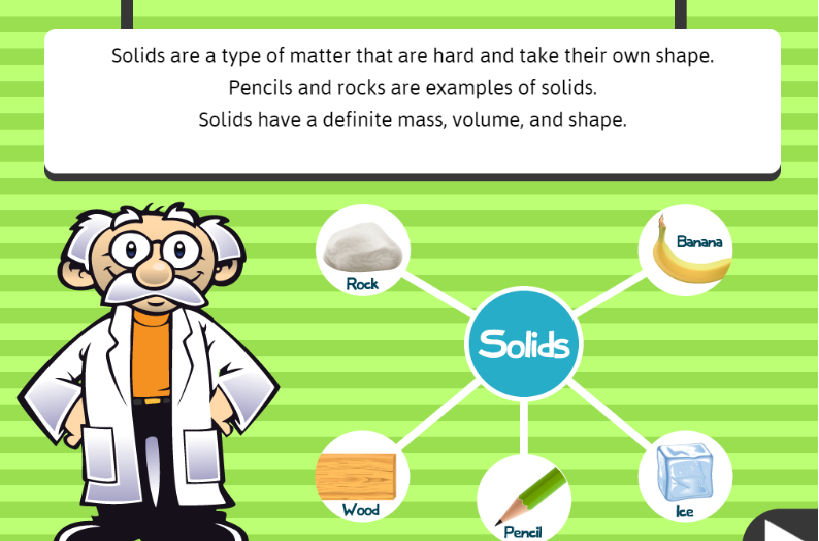 Solids are a type of matter that are hard and take their own shape.
Pencils and rocks are examples of solids.
Solids have a definite mass, volume, and shape.
Rock
Banana
Solids
Wood
Pencil
Ice